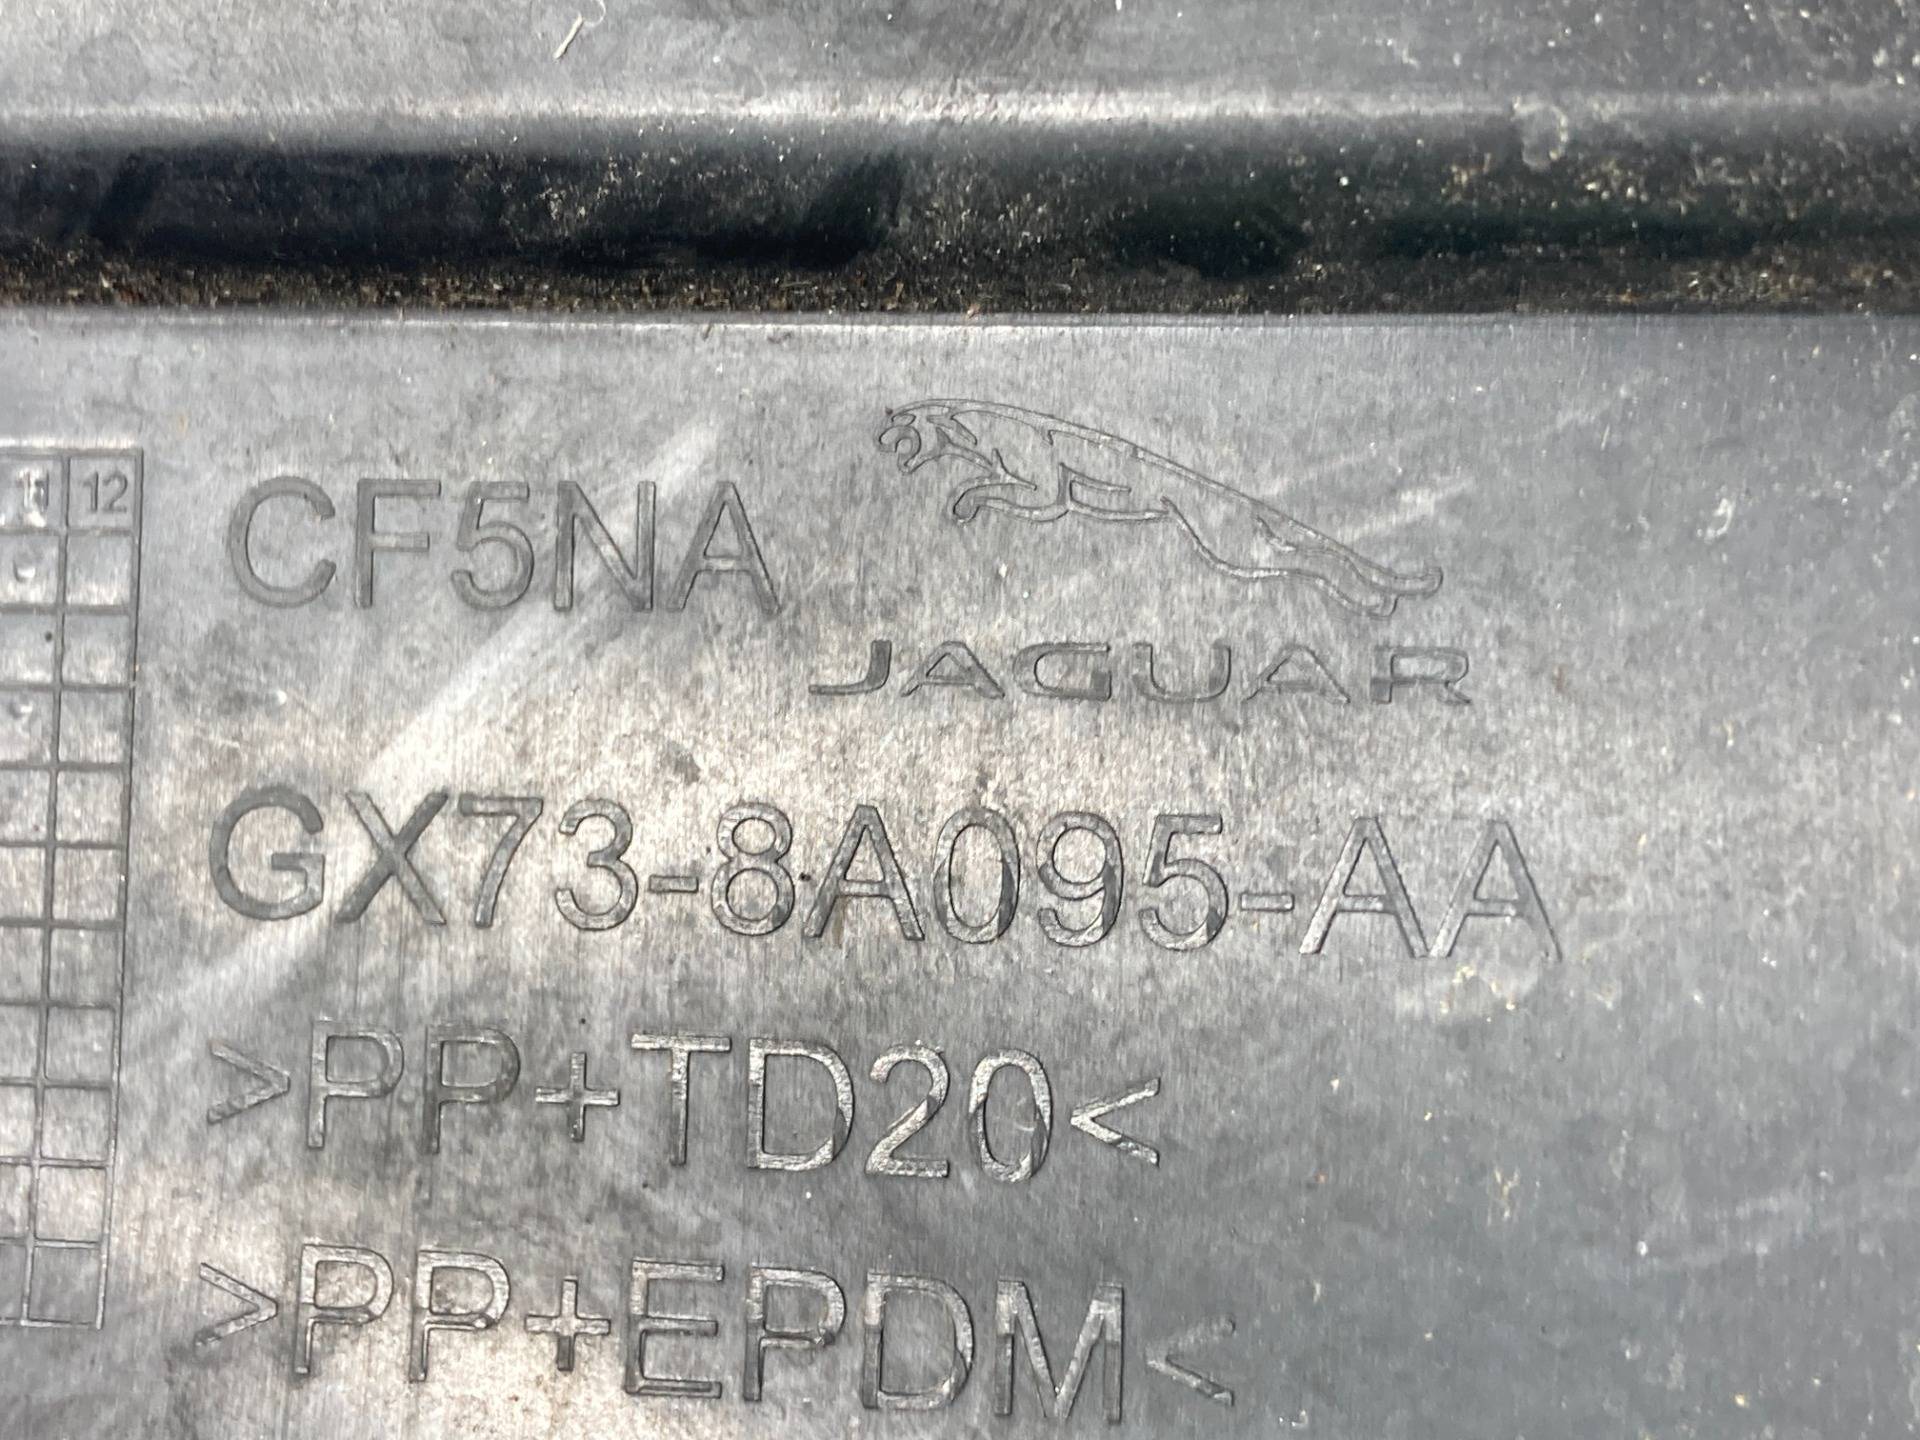 11 12
CF5NA
JAGUAR
GX73-8A095-AA
>PP+TD20<
>PP+EPDM<